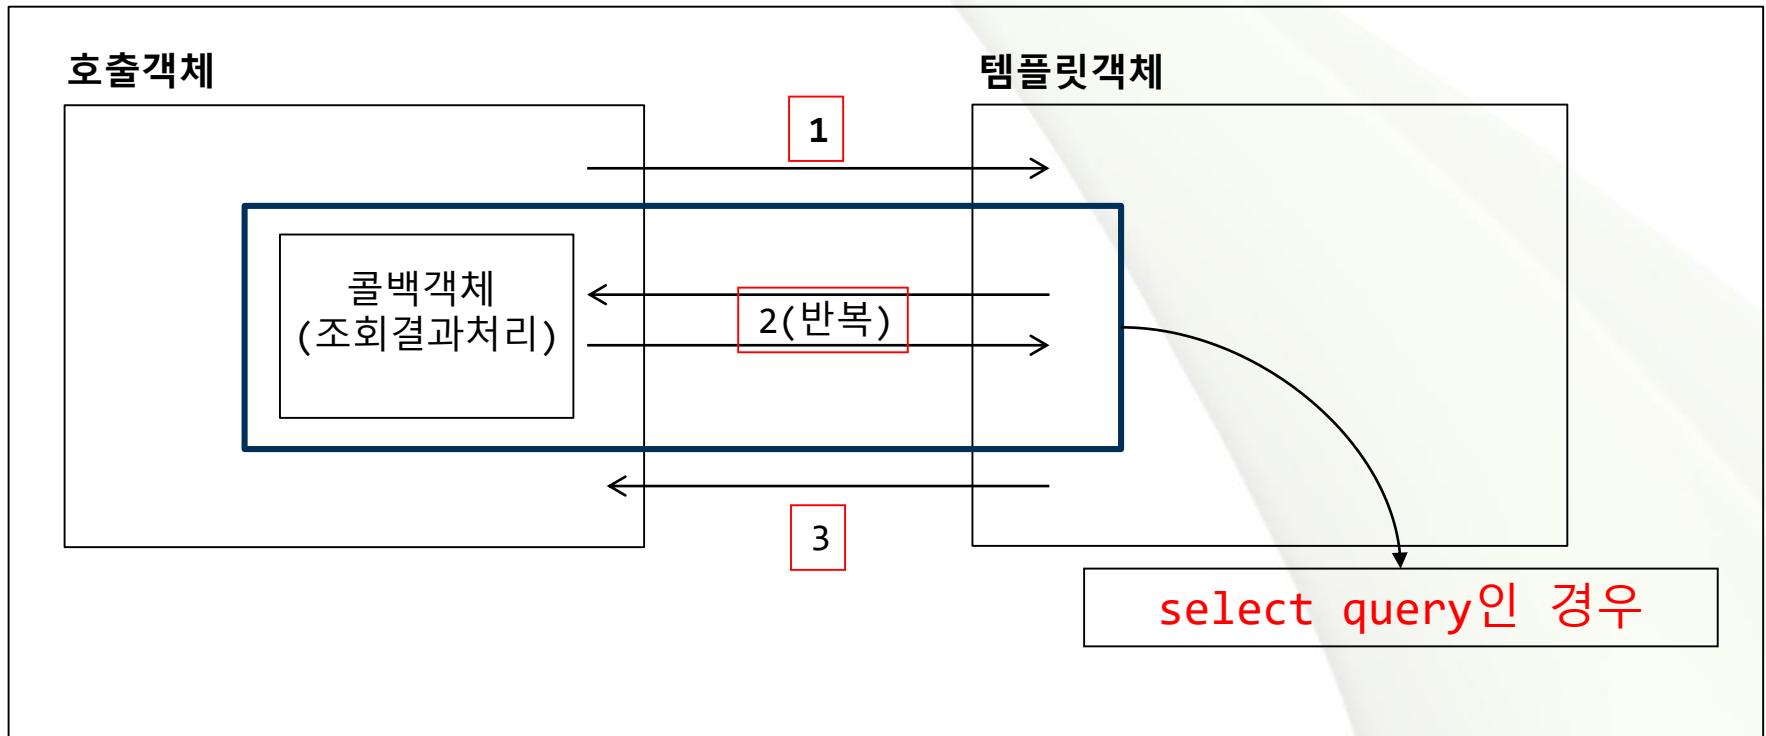 호출객체
템플릿객체
1
콜백객체
(조회결과처리)
2(반복)
3
select query인 경우